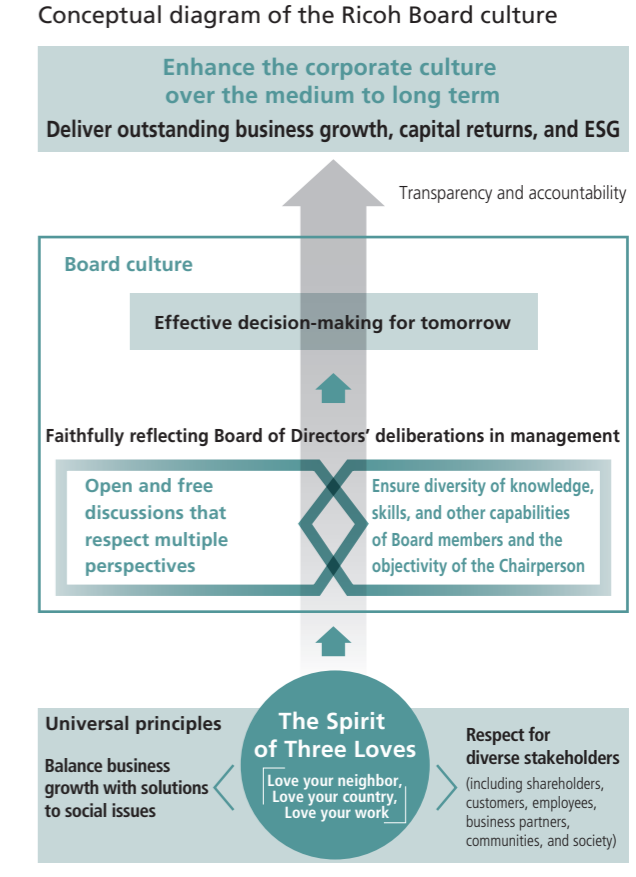 Conceptual diagram of the Ricoh Board culture
Enhance the corporate culture
over the medium to long term
Deliver outstanding business growth, capital returns, and ESG
Transparency and accountability
Board culture
Effective decision-making for tomorrow
Faithfully reflecting Board of Directors’ deliberations in management
Open and free
discussions that
respect multiple
perspectives
Ensure diversity of knowledge,
skills, and other capabilities
of Board members and the
objectivity of the Chairperson
Universal principles
Balance business
growth with solutions
to social issues
The Spirit
of Three Loves
Love your neighbor,
Love your country,
Love your work
Respect for
diverse stakeholders
(including shareholders,
customers, employees,
business partners,
communities, and society)